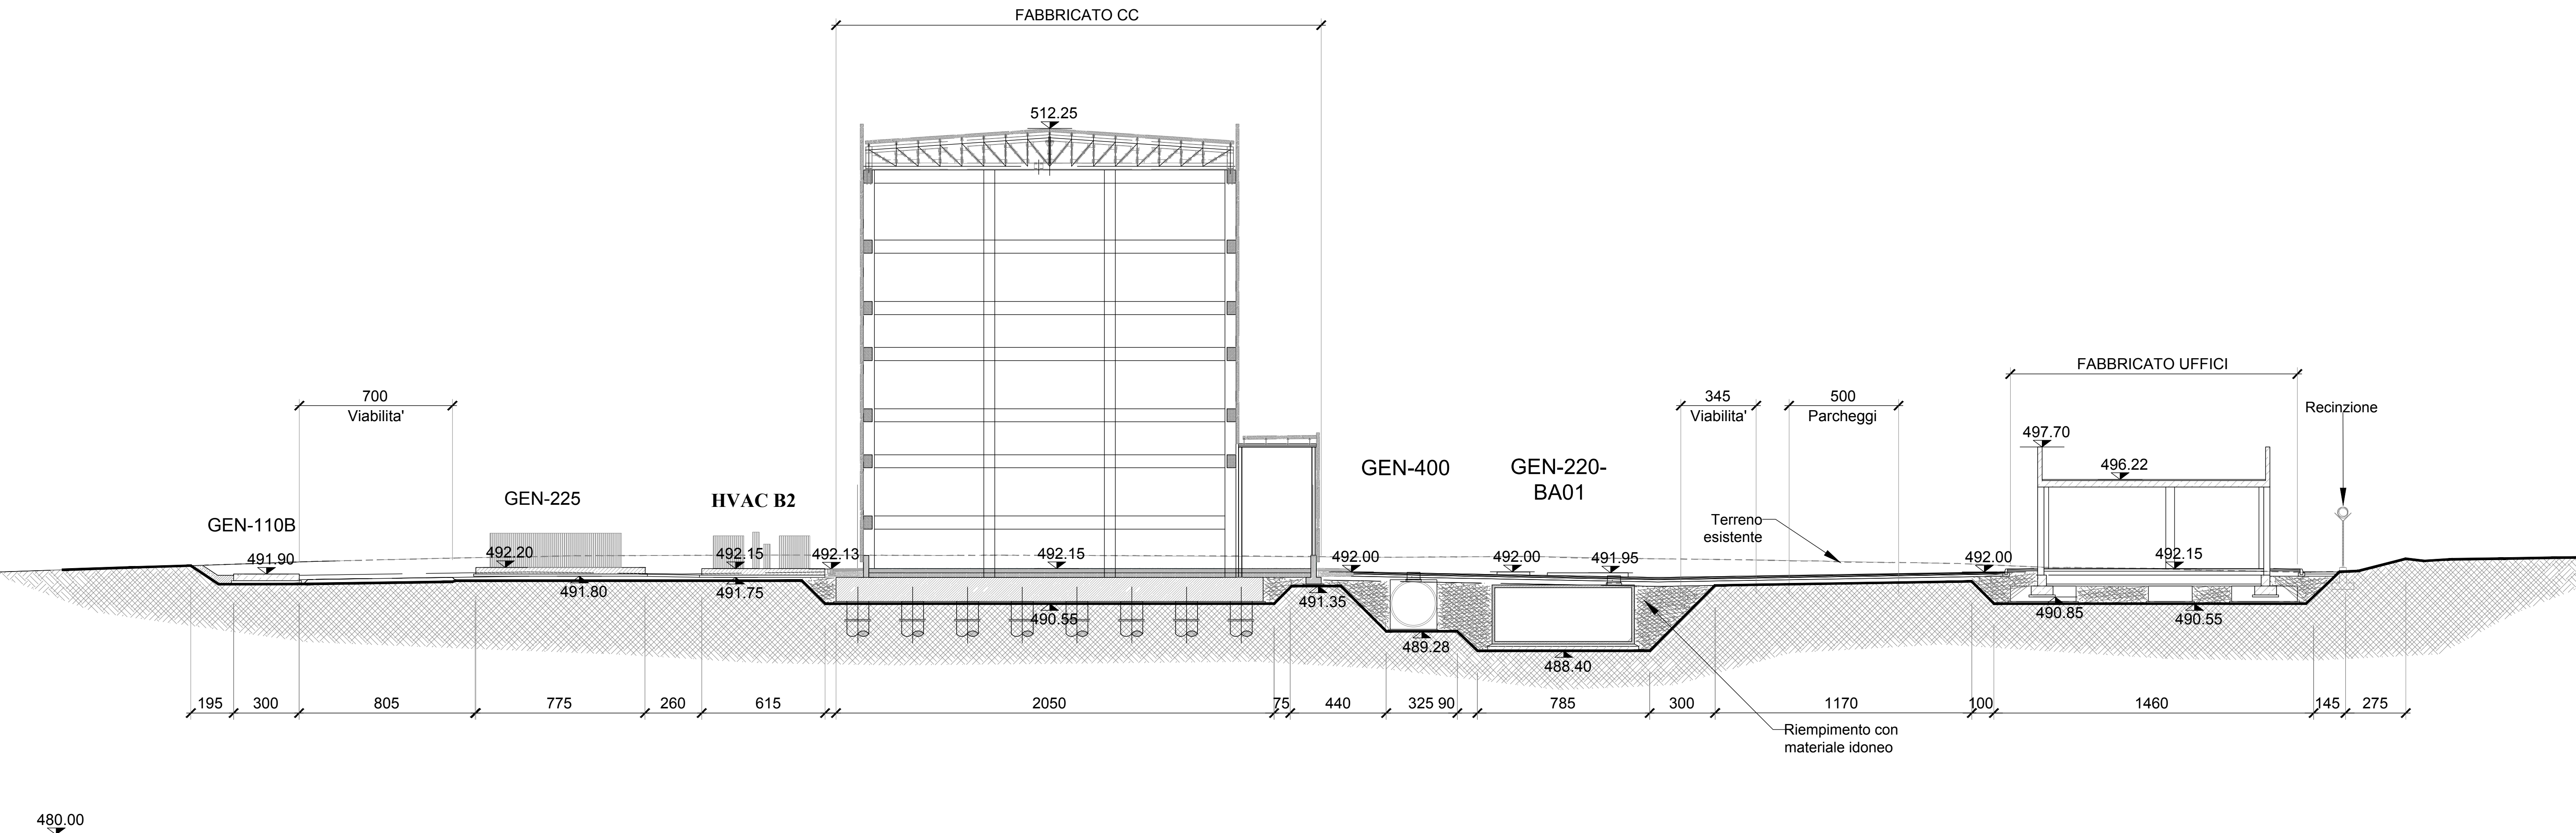 FABBRICATO CC
512.25
FABBRICATO UFFICI
700
Viabilita'
345
Viabilita'
500
Parcheggi
Recinzione
497.70
496.22
GEN-400
GEN-220-
BA01
GEN-225
HVAC B2
GEN-110B
Terreno
esistente
491.90
492.20
492.15
492.13
492.15
492.00
492.00
491.95
492.00
492.15
491.80
491.75
490.55
491.35
489.28
488.40
490.85
490.55
195
300
805
775
260
615
2050
75
440
325
90
785
300
1170
100
1460
145
275
Riempimento con
materiale idoneo
480.00